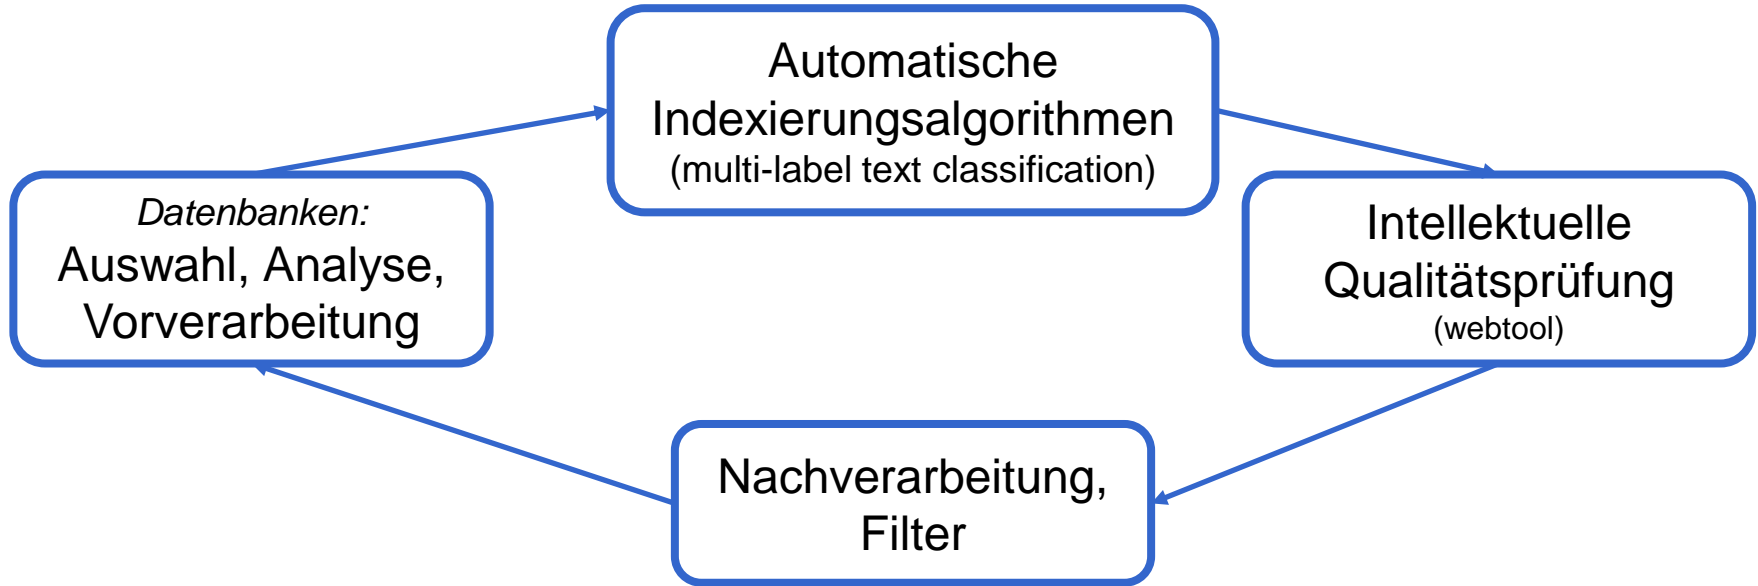 Automatische
Indexierungsalgorithmen
(multi-label text classification)
Datenbanken:
Auswahl, Analyse,
Vorverarbeitung
Intellektuelle
Qualitätsprüfung
(webtool)
Nachverarbeitung,
Filter